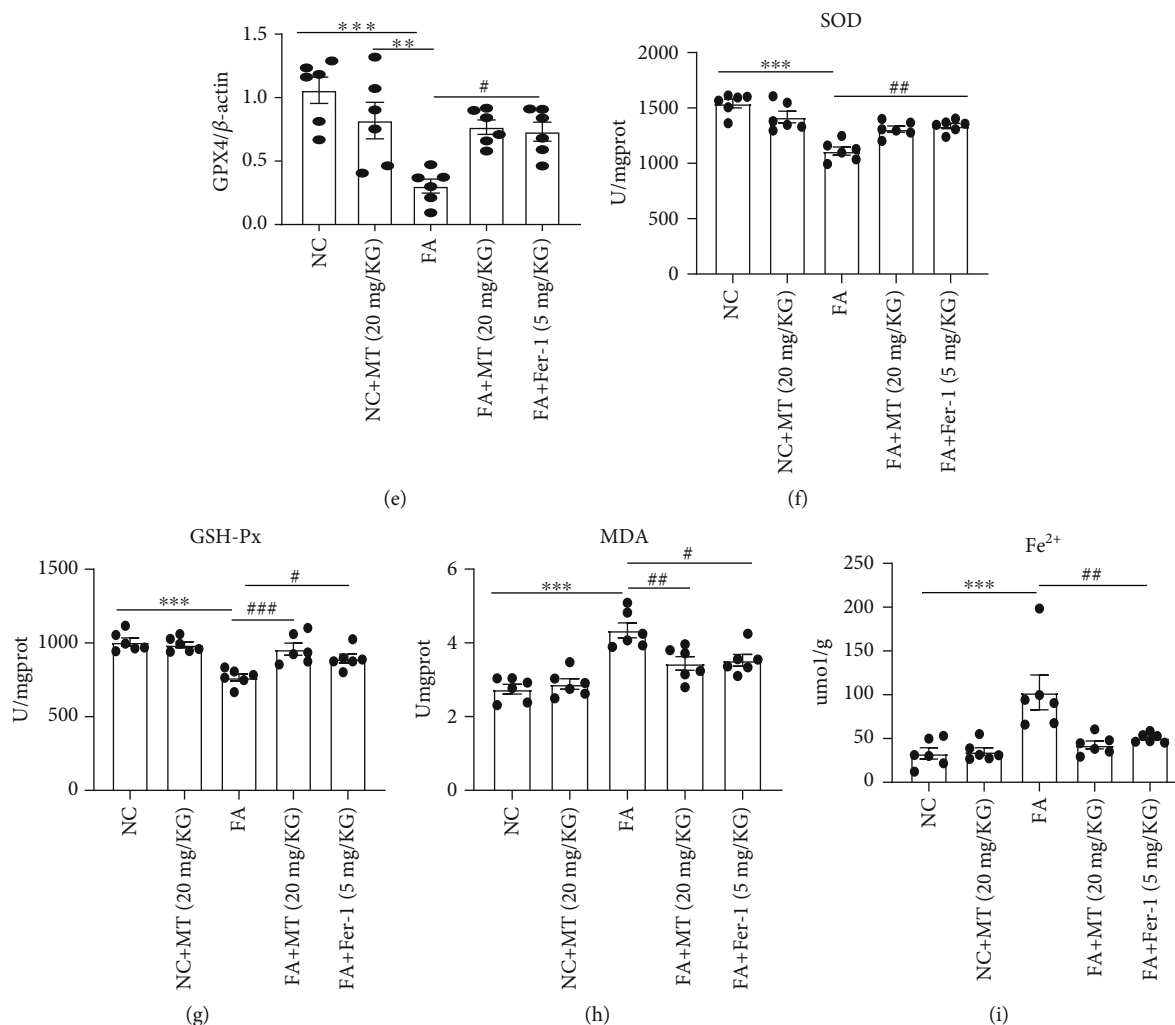 ***
**
#
1.5
1.0
0.5
0.0
GPX4/β-actin
NC
NC+MT (20 mg/KG)
FA
FA+MT (20 mg/KG)
FA+Fer-1 (5 mg/KG)
(e)
SOD
***
##
2000
1500
1000
500
0
U/mgprot
NC
NC+MT (20 mg/KG)
FA
FA+MT (20 mg/KG)
FA+Fer-1 (5 mg/KG)
(f)
GSH-Px
#
***
###
1500
1000
500
0
U/mgprot
NC
NC+MT (20 mg/KG)
FA
FA+MT (20 mg/KG)
FA+Fer-1 (5 mg/KG)
(g)
MDA
#
***
##
6
4
2
0
Umgprot
NC
NC+MT (20 mg/KG)
FA
FA+MT (20 mg/KG)
FA+Fer-1 (5 mg/KG)
(h)
Fe²⁺
***
##
250
200
150
100
50
0
umo1/g
NC
NC+MT (20 mg/KG)
FA
FA+MT (20 mg/KG)
FA+Fer-1 (5 mg/KG)
(i)